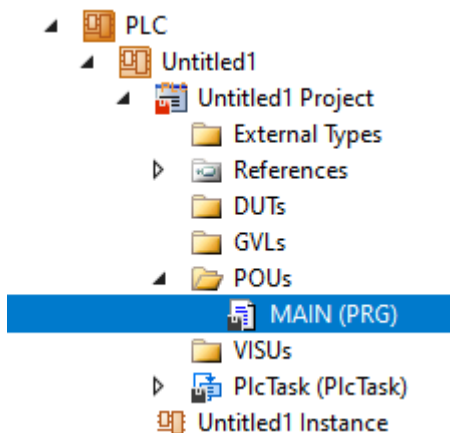 PLC
Untitled1
Untitled1 Project
External Types
References
DUTs
GVLs
POUs
MAIN (PRG)
VISUs
PlcTask (PlcTask)
Untitled1 Instance